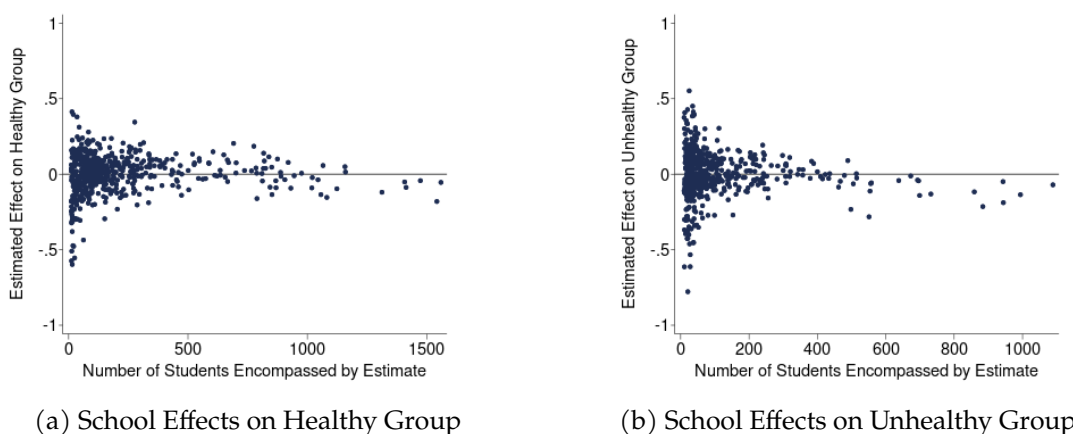 1
.5
0
-.5
-1
Estimated Effect on Healthy Group
0 500 1000 1500
Number of Students Encompassed by Estimate
(a) School Effects on Healthy Group
1
.5
0
-.5
-1
Estimated Effect on Unhealthy Group
0 200 400 600 800 1000
Number of Students Encompassed by Estimate
(b) School Effects on Unhealthy Group